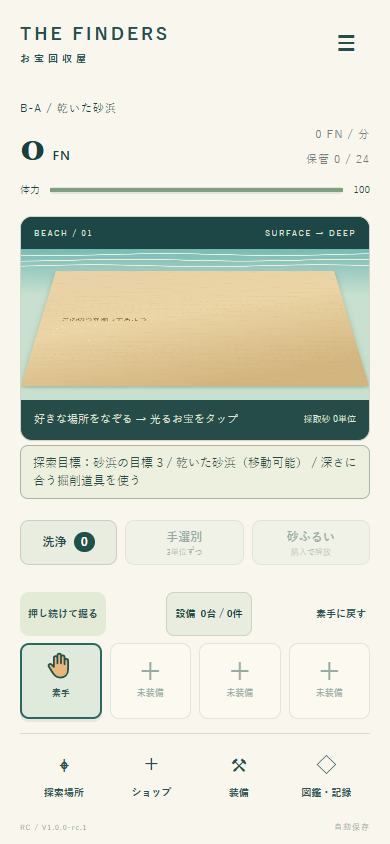 THE FINDERS
お宝回収屋
B-A / 乾いた砂浜
0 FN / 分
0 FN
保管 0 / 24
体力 100
BEACH / 01 SURFACE → DEEP
好きな場所をなぞる → 光るお宝をタップ 採取砂 0単位
探索目標：砂浜の目標 3 / 乾いた砂浜（移動可能） / 深さに
合う掘削道具を使う
洗浄 0 手選別 砂ふるい
3単位ずつ 購入で解放
押し続けて掘る 設備 0台 / 0件 素手に戻す
素手 未装備 未装備 未装備
探索場所 ショップ 装備 図鑑・記録
RC / V1.0.0-rc.1 自動保存